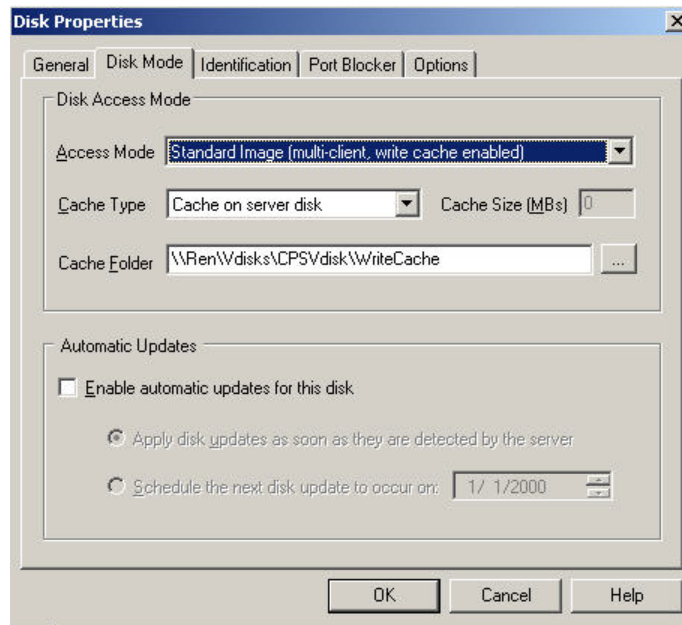 Disk Properties
General Disk Mode Identification Port Blocker Options
Disk Access Mode
Access Mode Standard Image (multi-client, write cache enabled)
Cache Type Cache on server disk Cache Size (MBs) 0
Cache Folder \\Ren\Vdisks\CPSVdisk\WriteCache ...
Automatic Updates
Enable automatic updates for this disk
Apply disk updates as soon as they are detected by the server
Schedule the next disk update to occur on: 1/ 1/2000
OK Cancel Help